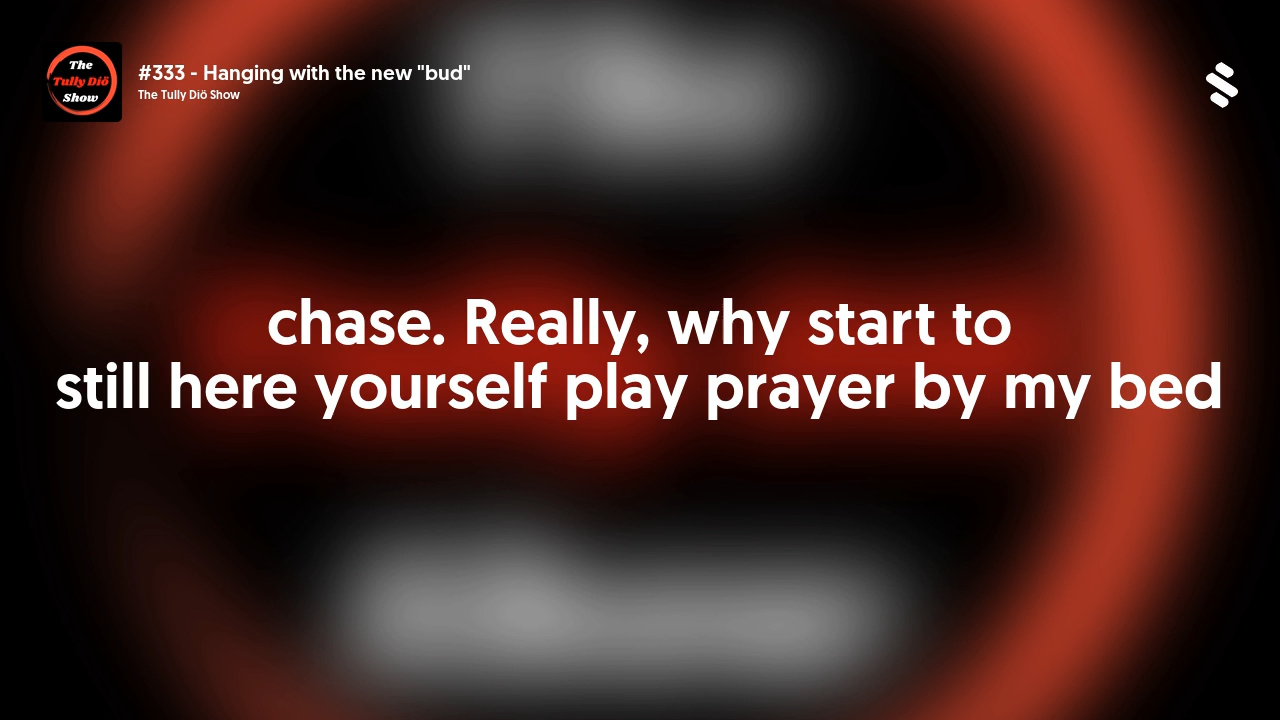 The
Tully Diö
Show
#333 - Hanging with the new "bud"
The Tully Diö Show
chase. Really, why start to
still here yourself play prayer by my bed